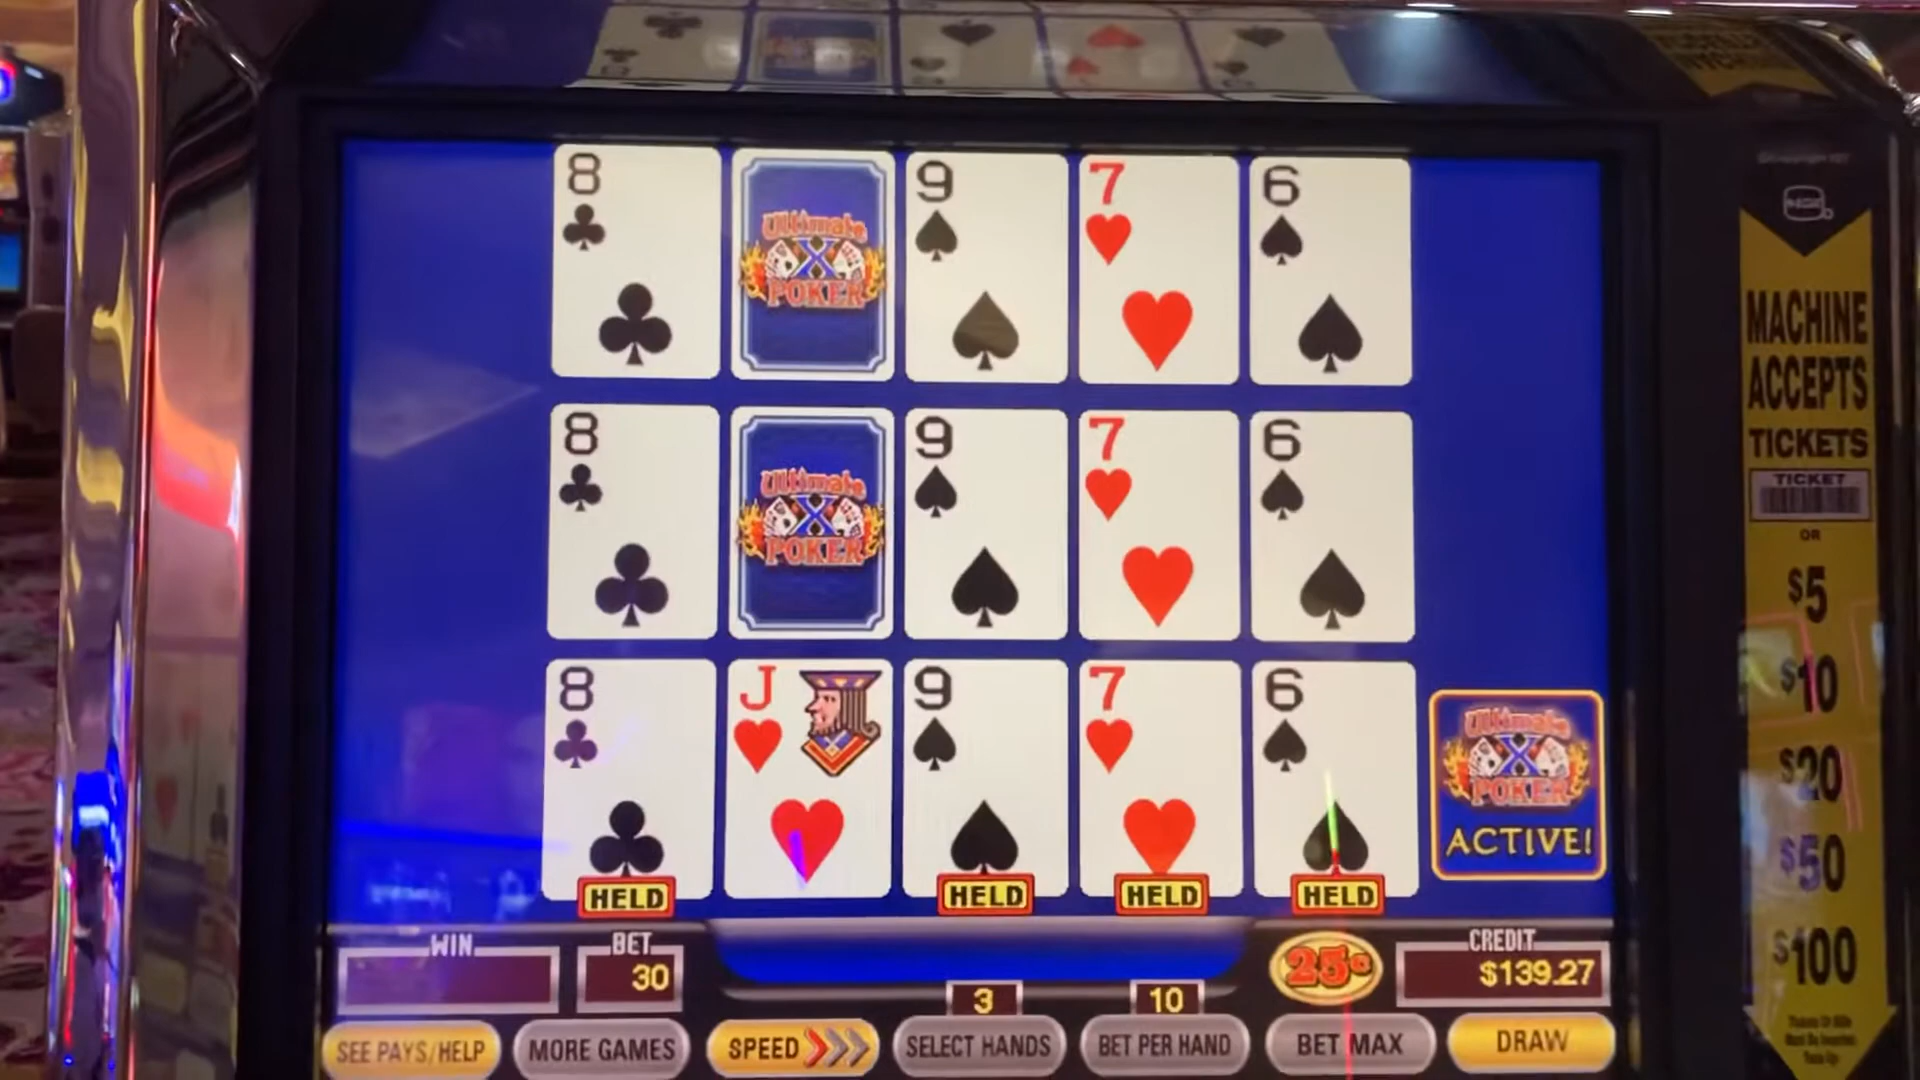 8 9 7 6
Ultimate X POKER
8 9 7 6
Ultimate X POKER
8 J 9 7 6
Ultimate X POKER
ACTIVE!
HELD HELD HELD HELD
WIN BET CREDIT
30 25¢ $139.27
3 10
SEE PAYS/HELP MORE GAMES SPEED SELECT HANDS BET PER HAND BET MAX DRAW
MACHINE
ACCEPTS
TICKETS
TICKET
OR
$5
$10
$20
$50
$100